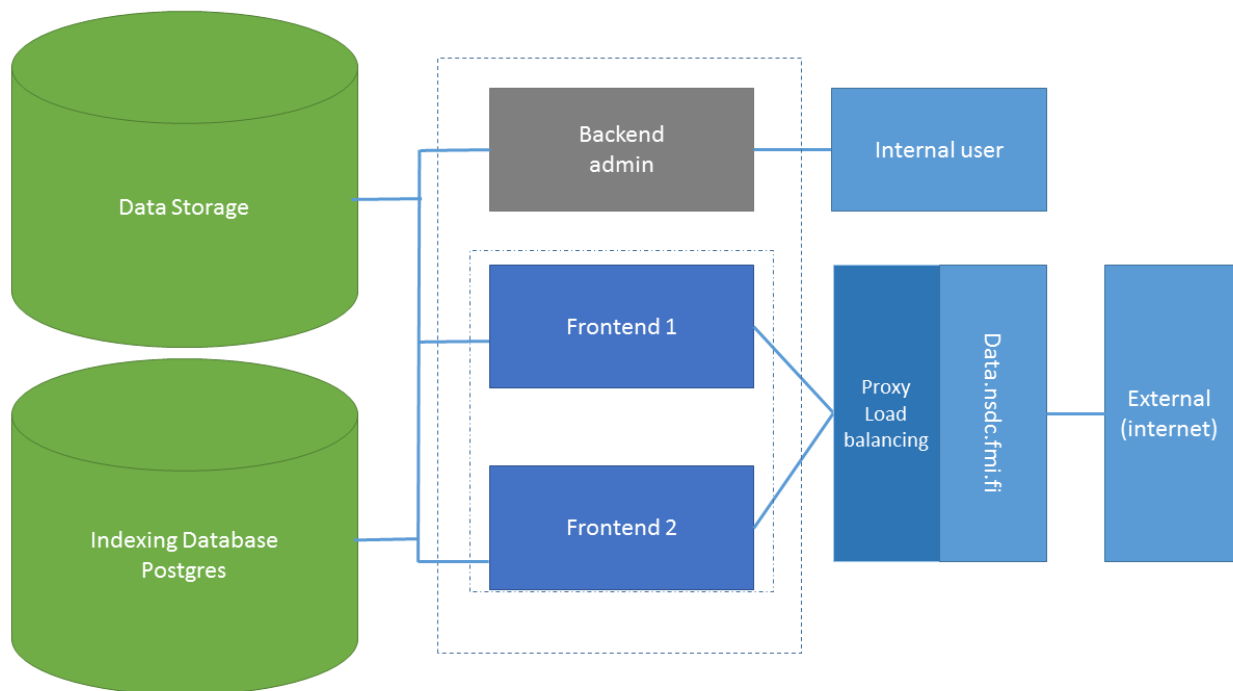 Data Storage
Backend
admin
Internal user
Frontend 1
Proxy
Load
balancing
Data.nsdc.fmi.fi
External
(internet)
Indexing Database
Postgres
Frontend 2